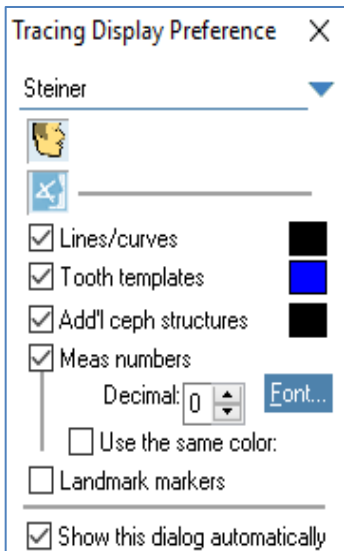 Tracing Display Preference
Steiner
Lines/curves
Tooth templates
Add'l ceph structures
Meas numbers
Decimal: 0 Font...
Use the same color:
Landmark markers
Show this dialog automatically